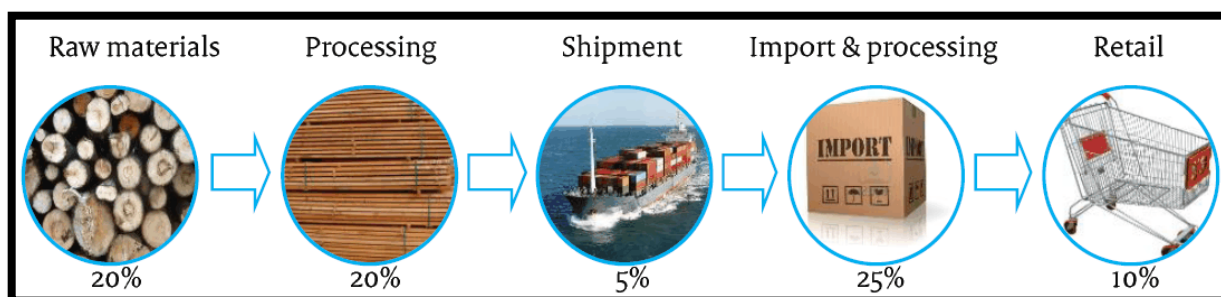 Raw materials
Processing
Shipment
Import & processing
Retail
IMPORT
20%
20%
5%
25%
10%